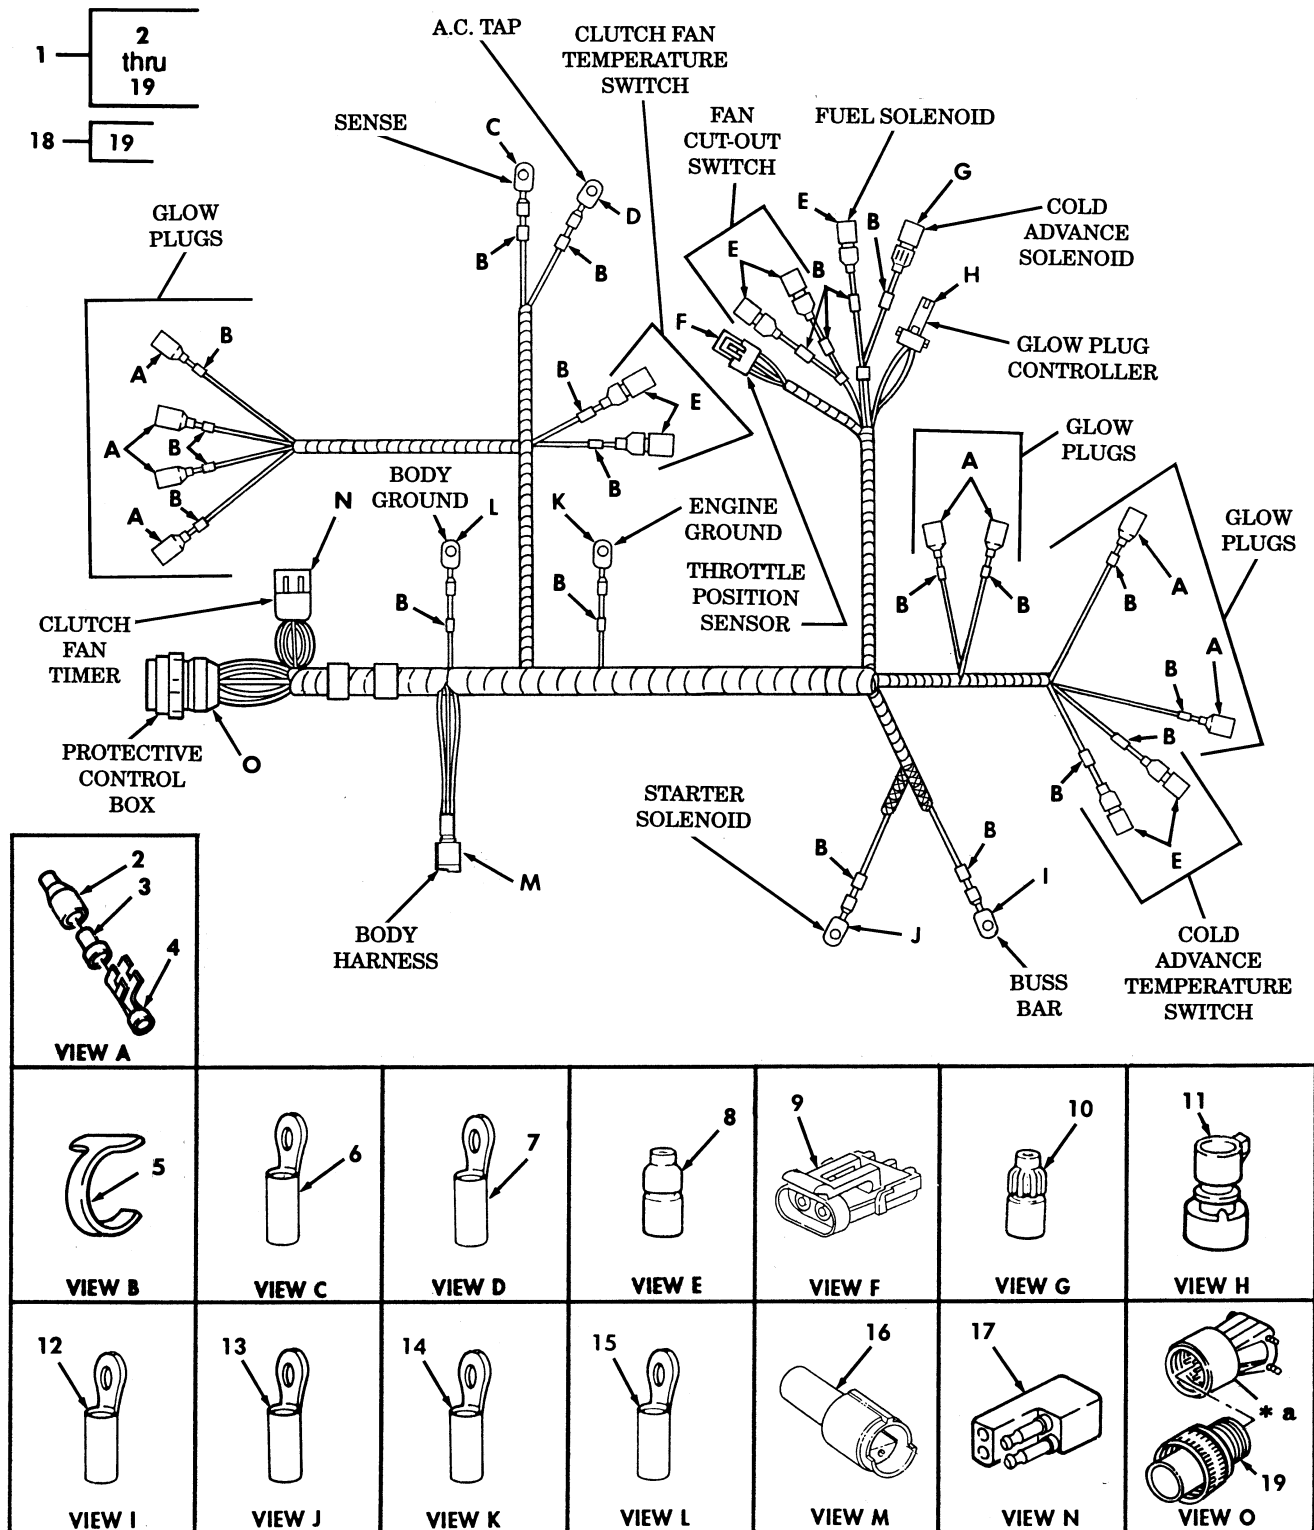 1
2
thru
19
18
19
A.C. TAP
CLUTCH FAN
TEMPERATURE
SWITCH
SENSE
C
D
B
B
FAN
CUT-OUT
SWITCH
FUEL SOLENOID
E
B
G
COLD
ADVANCE
SOLENOID
E
B
H
F
GLOW PLUG
CONTROLLER
GLOW
PLUGS
B
A
A
B
B
A
B
E
B
BODY
GROUND
N
L
K
ENGINE
GROUND
B
B
THROTTLE
POSITION
SENSOR
GLOW
PLUGS
A
B
B
GLOW
PLUGS
A
B
A
B
B
B
E
CLUTCH
FAN
TIMER
PROTECTIVE
CONTROL
BOX
O
STARTER
SOLENOID
B
B
I
J
M
BODY
HARNESS
BUSS
BAR
COLD
ADVANCE
TEMPERATURE
SWITCH
2
3
4
VIEW A
5
VIEW B
6
VIEW C
7
VIEW D
8
VIEW E
9
VIEW F
10
VIEW G
11
VIEW H
12
VIEW I
13
VIEW J
14
VIEW K
15
VIEW L
16
VIEW M
17
VIEW N
* a
19
VIEW O